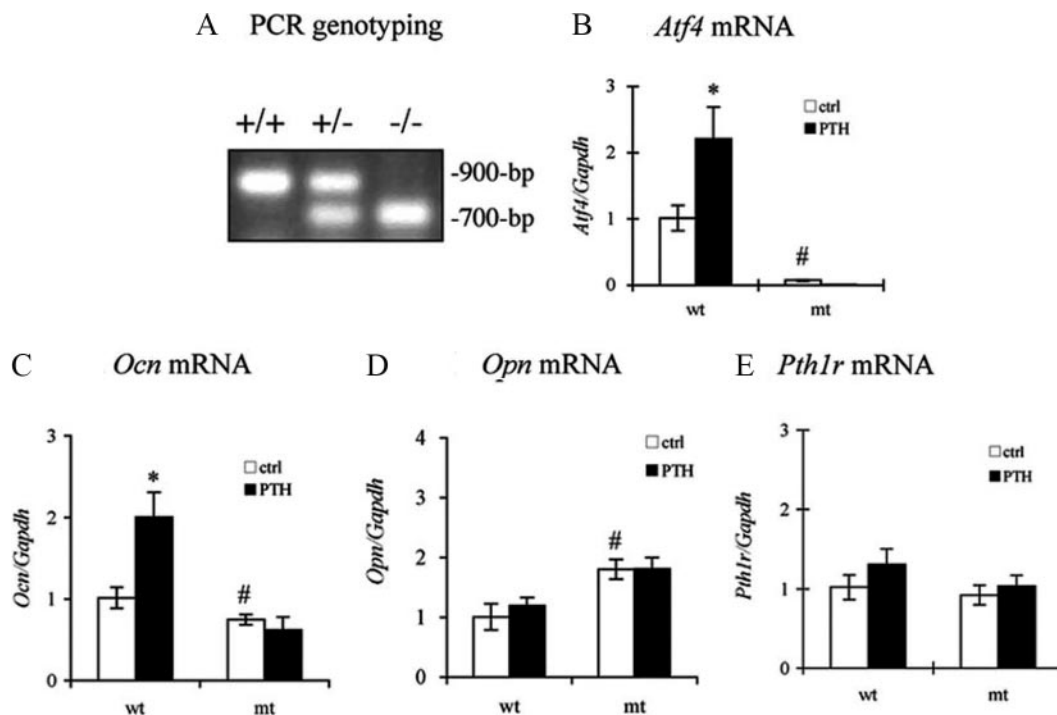 A PCR genotyping
+/+ +/- -/-
-900-bp
-700-bp
B Atf4 mRNA
Atf4/Gapdh
3
2
1
0
*
#
ctrl
PTH
wt mt
C Ocn mRNA
Ocn/Gapdh
3
2
1
0
*
#
ctrl
PTH
wt mt
D Opn mRNA
Opn/Gapdh
4
3
2
1
0
#
ctrl
PTH
wt mt
E Pth1r mRNA
Pth1r/Gapdh
3
2
1
0
ctrl
PTH
wt mt